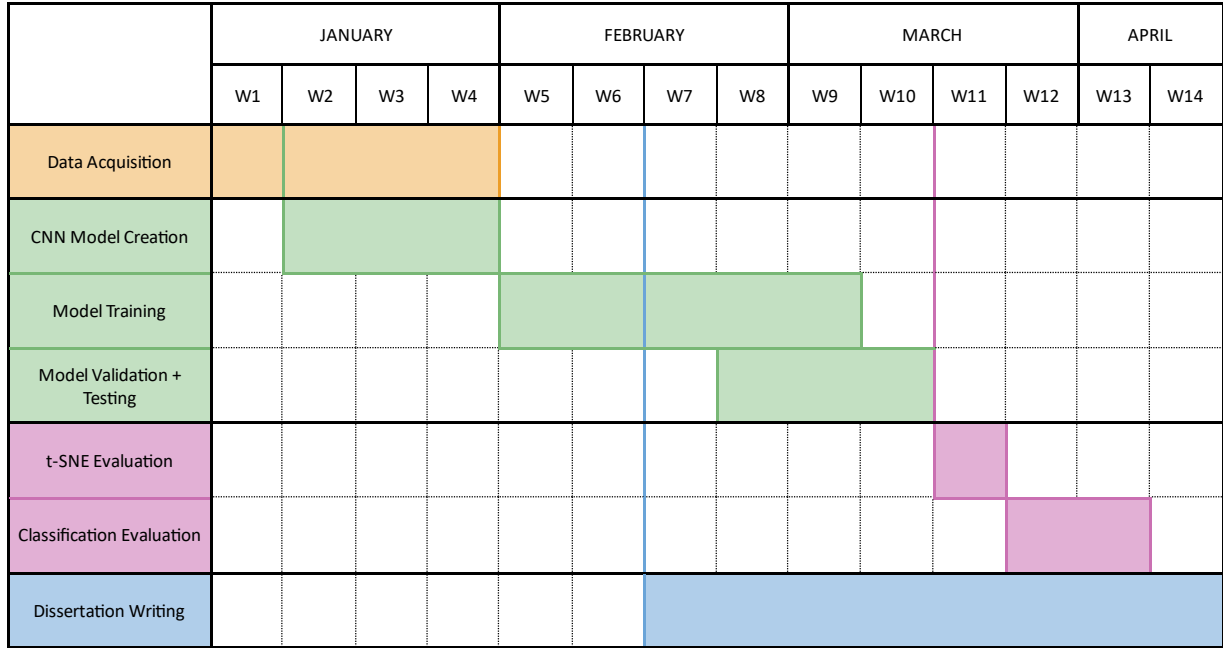 JANUARY FEBRUARY MARCH APRIL
W1 W2 W3 W4 W5 W6 W7 W8 W9 W10 W11 W12 W13 W14
Data Acquisition
CNN Model Creation
Model Training
Model Validation +
Testing
t-SNE Evaluation
Classification Evaluation
Dissertation Writing